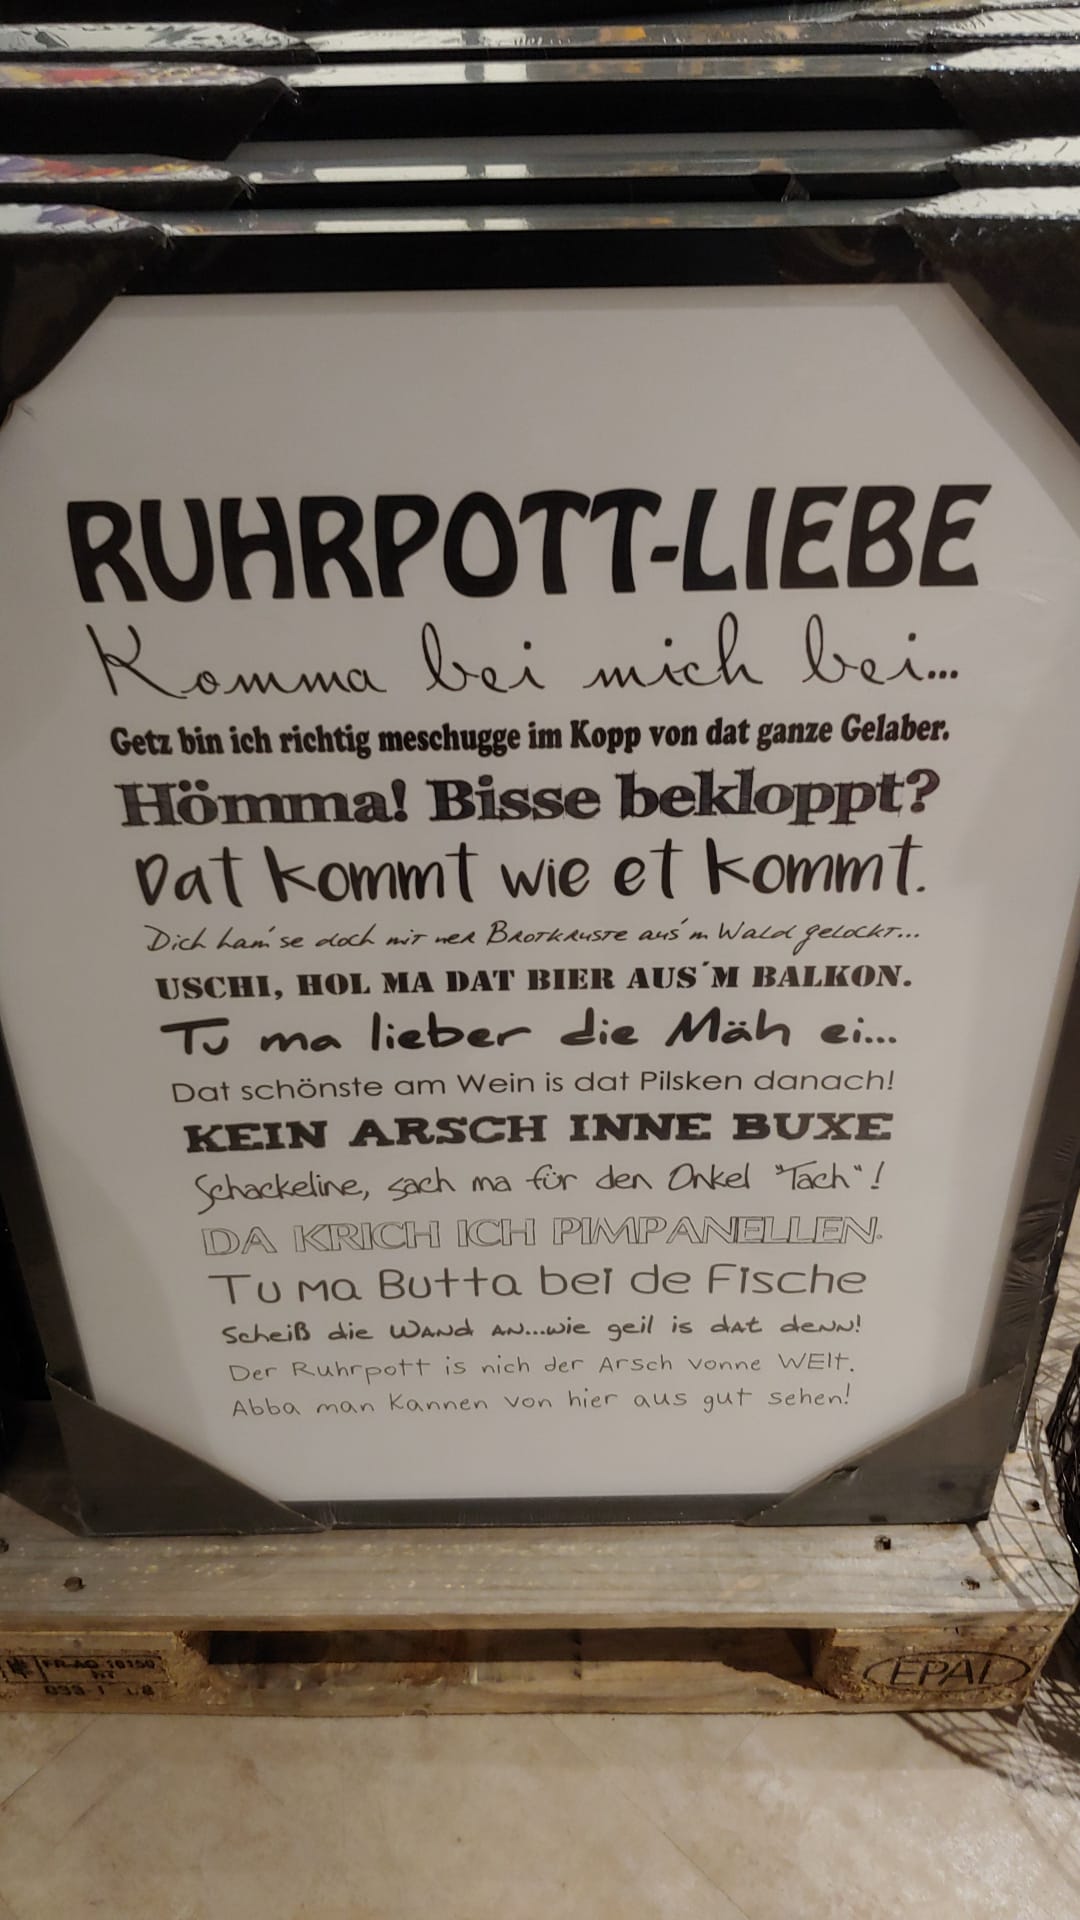 RUHRPOTT-LIEBE
Komma bei mich bei...
Getz bin ich richtig meschugge im Kopp von dat ganze Gelaber.
Hömma! Bisse bekloppt?
Dat kommt wie et kommt.
Dich ham´se doch mit ner Brotkruste aus´m Wald gelockt...
USCHI, HOL MA DAT BIER AUS´M BALKON.
Tu ma lieber die Mäh ei...
Dat schönste am Wein is dat Pilsken danach!
KEIN ARSCH INNE BUXE
Schackeline, sach ma für den Onkel "Tach"!
DA KRICH ICH PIMPANELLEN.
Tu ma Butta bei de Fische
Scheiß die Wand an...wie geil is dat denn!
Der Ruhrpott is nich der Arsch vonne Welt.
Abba man kannen von hier aus gut sehen!
EPAL